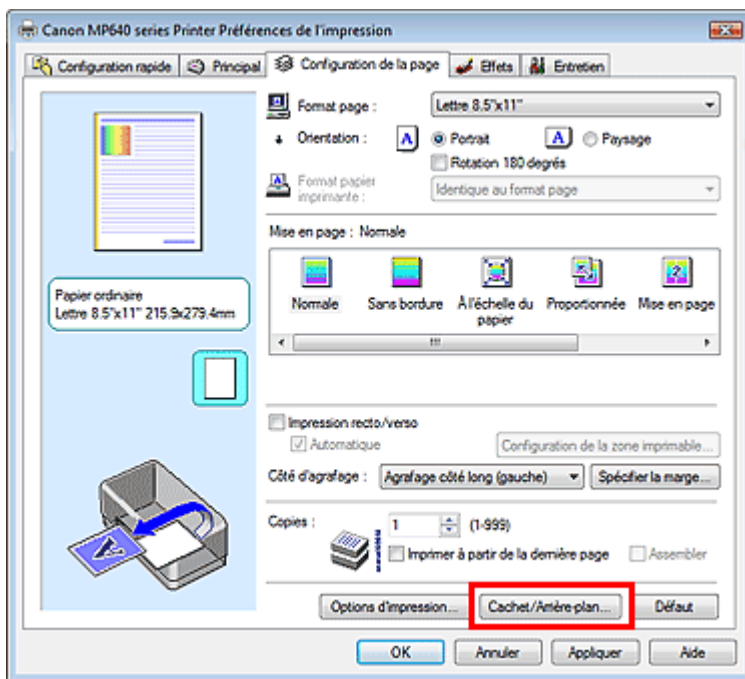 Canon MP640 series Printer Préférences de l'impression
Configuration rapide Principal Configuration de la page Effets Entretien
Format page : Lettre 8.5"x11"
Orientation : A Portrait A Paysage
Rotation 180 degrés
Format papier imprimante : Identique au format page
Mise en page : Normale
Normale Sans bordure À l'échelle du papier Proportionnée Mise en page
Papier ordinaire
Lettre 8.5"x11" 215.9x279.4mm
Impression recto/verso
Automatique Configuration de la zone imprimable...
Côté d'agrafage : Agrafage côté long (gauche) Spécifier la marge...
Copies : 1 (1-999)
Imprimer à partir de la dernière page Assembler
Options d'impression... Cachet/Arrière-plan... Défaut
OK Annuler Appliquer Aide